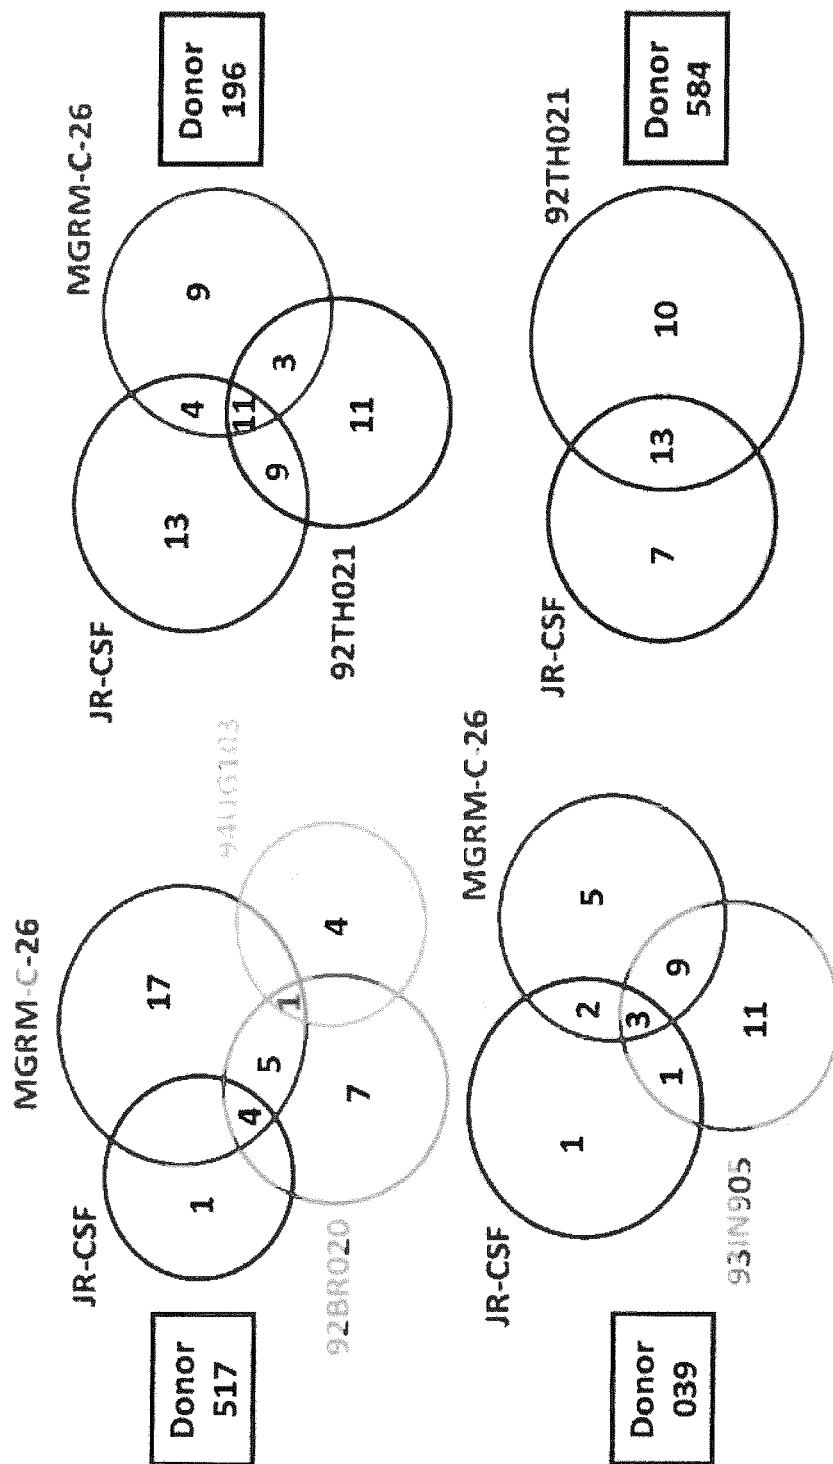 Donor
517
JR-CSF
MGRM-C-26
92BR020
94UG103
1
17
4
5
1
7
4
Donor
196
JR-CSF
MGRM-C-26
92TH021
13
4
9
11
9
3
11
Donor
039
JR-CSF
MGRM-C-26
93IN905
1
2
5
3
1
9
11
Donor
584
JR-CSF
92TH021
7
13
10